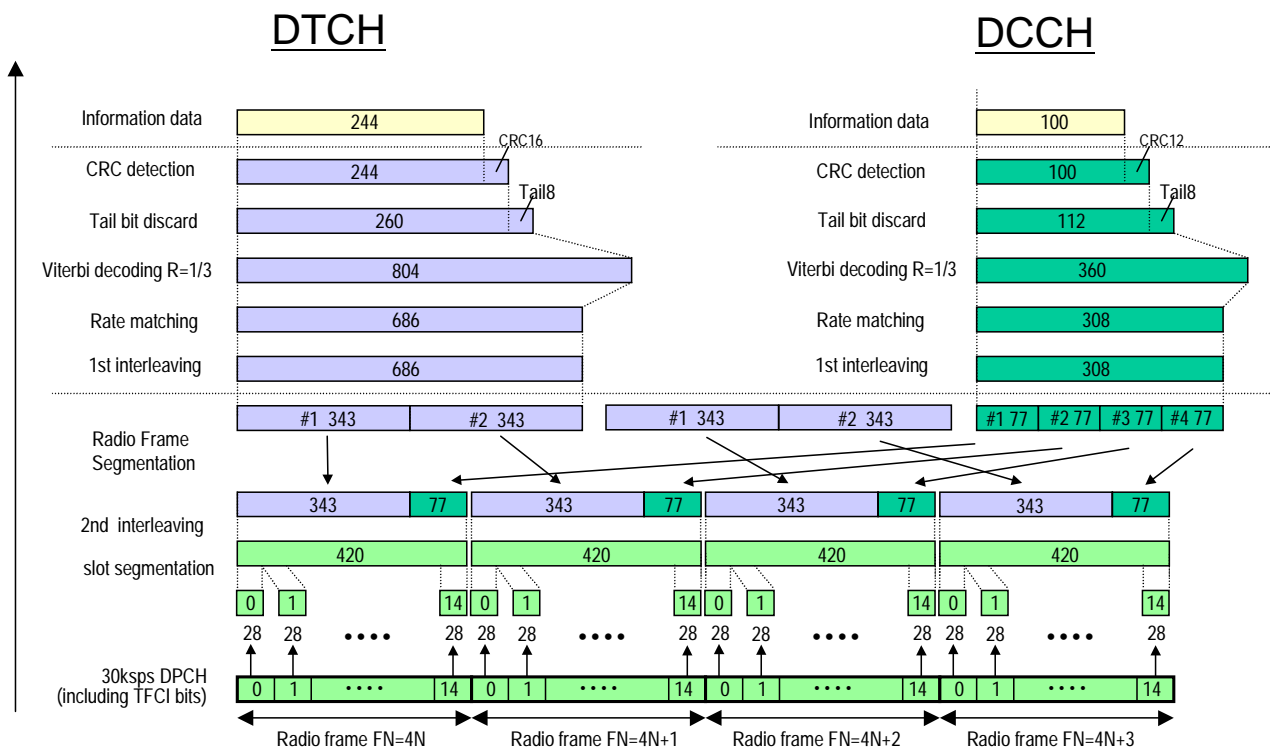 DTCH DCCH
Information data 244 Information data 100
CRC16 CRC12
CRC detection 244 CRC detection 100
Tail8 Tail8
Tail bit discard 260 Tail bit discard 112
Viterbi decoding R=1/3 804 Viterbi decoding R=1/3 360
Rate matching 686 Rate matching 308
1st interleaving 686 1st interleaving 308
#1 343 #2 343 #1 343 #2 343 #1 77 #2 77 #3 77 #4 77
Radio Frame
Segmentation
343 77 343 77 343 77 343 77
2nd interleaving
420 420 420 420
slot segmentation
0 1 14 0 1 14 0 1 14 0 1 14
28 28 •••• 28 28 28 •••• 28 28 28 •••• 28 28 28 •••• 28
30ksps DPCH
(including TFCI bits)
0 1 •••• 14 0 1 •••• 14 0 1 •••• 14 0 1 •••• 14
Radio frame FN=4N Radio frame FN=4N+1 Radio frame FN=4N+2 Radio frame FN=4N+3